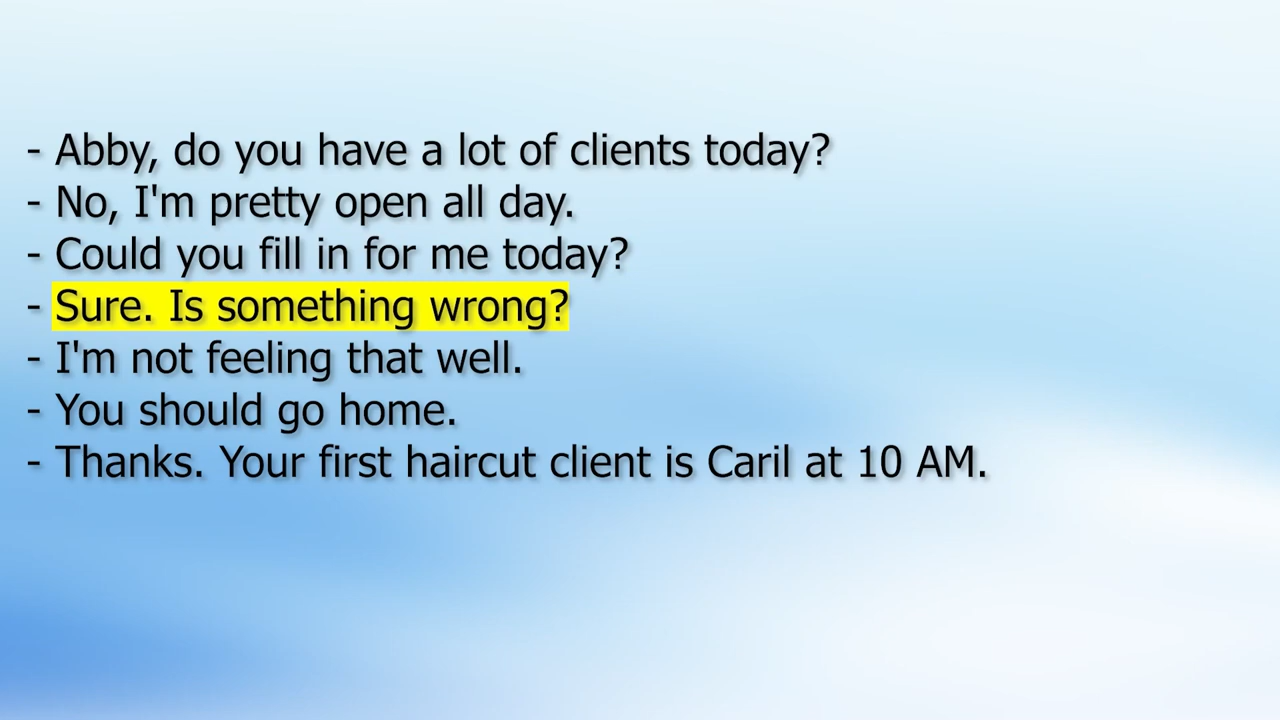 - Abby, do you have a lot of clients today?
- No, I'm pretty open all day.
- Could you fill in for me today?
- Sure. Is something wrong?
- I'm not feeling that well.
- You should go home.
- Thanks. Your first haircut client is Caril at 10 AM.